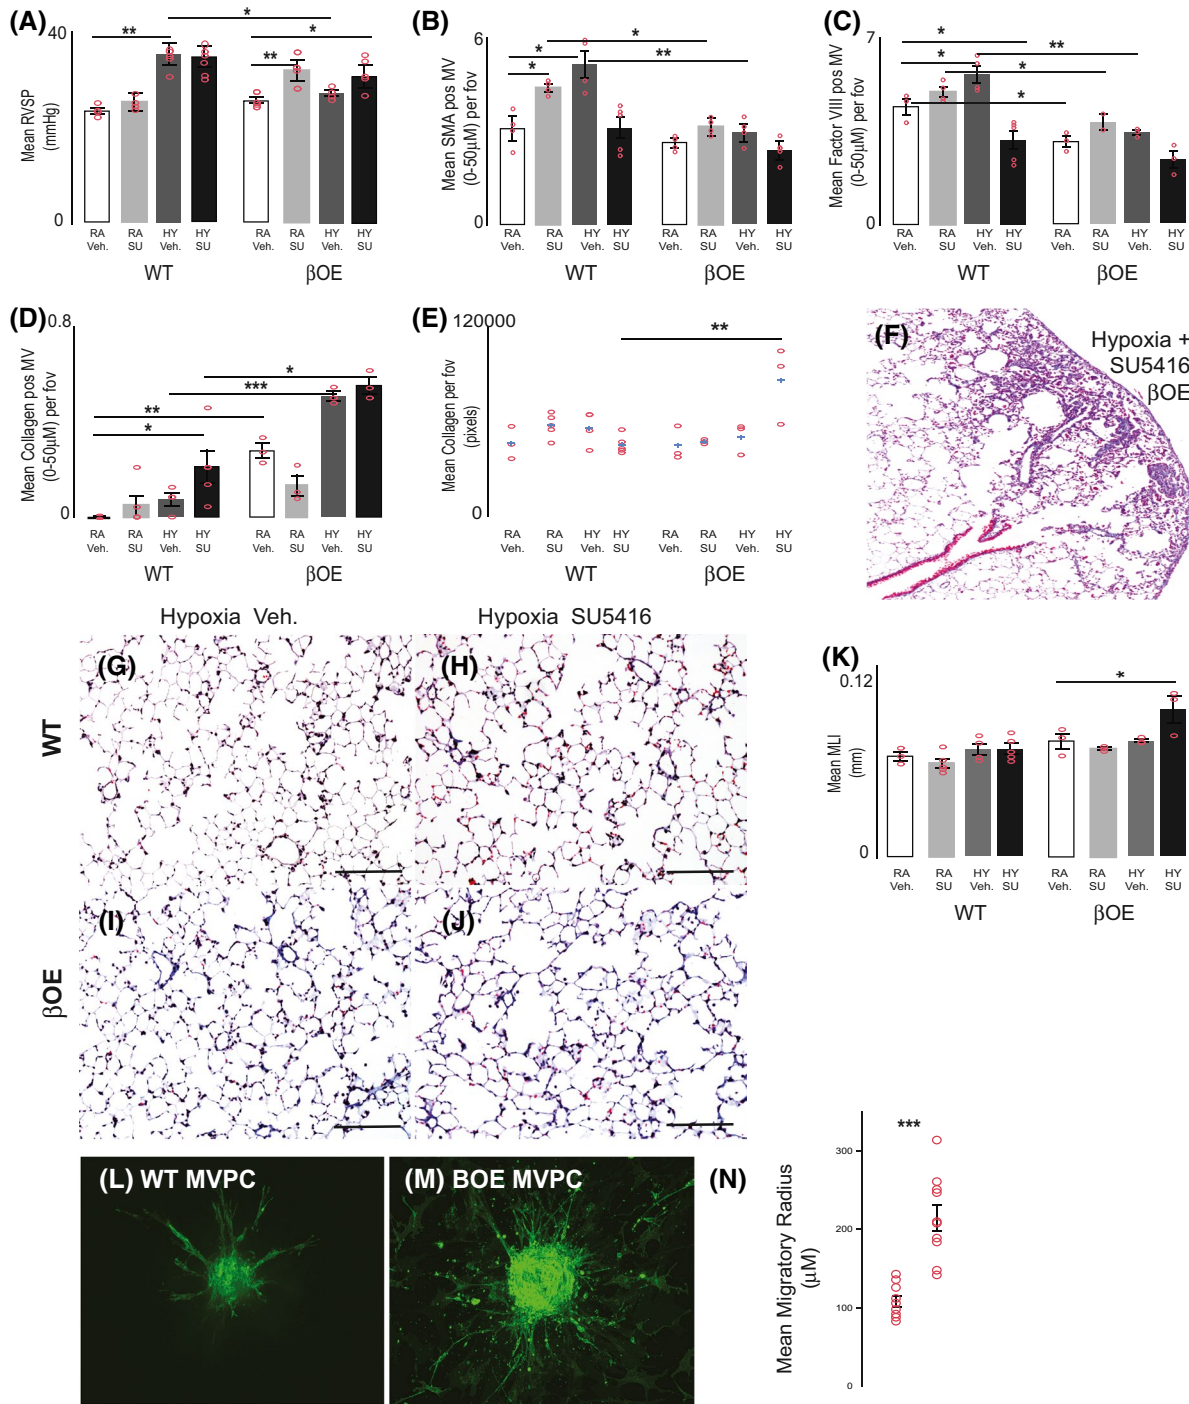 (A)
40
Mean RVSP
(mmHg)
0
** * ** *
RA RA HY HY RA RA HY HY
Veh. SU Veh. SU Veh. SU Veh. SU
WT βOE
(B)
6
Mean SMA pos MV
(0-50μM) per fov
0
* * * **
RA RA HY HY RA RA HY HY
Veh. SU Veh. SU Veh. SU Veh. SU
WT βOE
(C)
7
Mean Factor VIII pos MV
(0-50μM) per fov
0
* * ** * *
RA RA HY HY RA RA HY HY
Veh. SU Veh. SU Veh. SU Veh. SU
WT βOE
(D)
0.8
Mean Collagen pos MV
(0-50μM) per fov
0
* *** ** *
RA RA HY HY RA RA HY HY
Veh. SU Veh. SU Veh. SU Veh. SU
WT βOE
(E)
120000
Mean Collagen per fov
(pixels)
0
**
RA RA HY HY RA RA HY HY
Veh. SU Veh. SU Veh. SU Veh. SU
WT βOE
(F)
Hypoxia +
SU5416
βOE
Hypoxia Veh.
Hypoxia SU5416
WT
(G)
(H)
βOE
(I)
(J)
(K)
0.12
Mean MLI
(mm)
0
*
RA RA HY HY RA RA HY HY
Veh. SU Veh. SU Veh. SU Veh. SU
WT βOE
(L) WT MVPC
(M) BOE MVPC
(N)
Mean Migratory Radius
(μM)
300
200
100
0
***